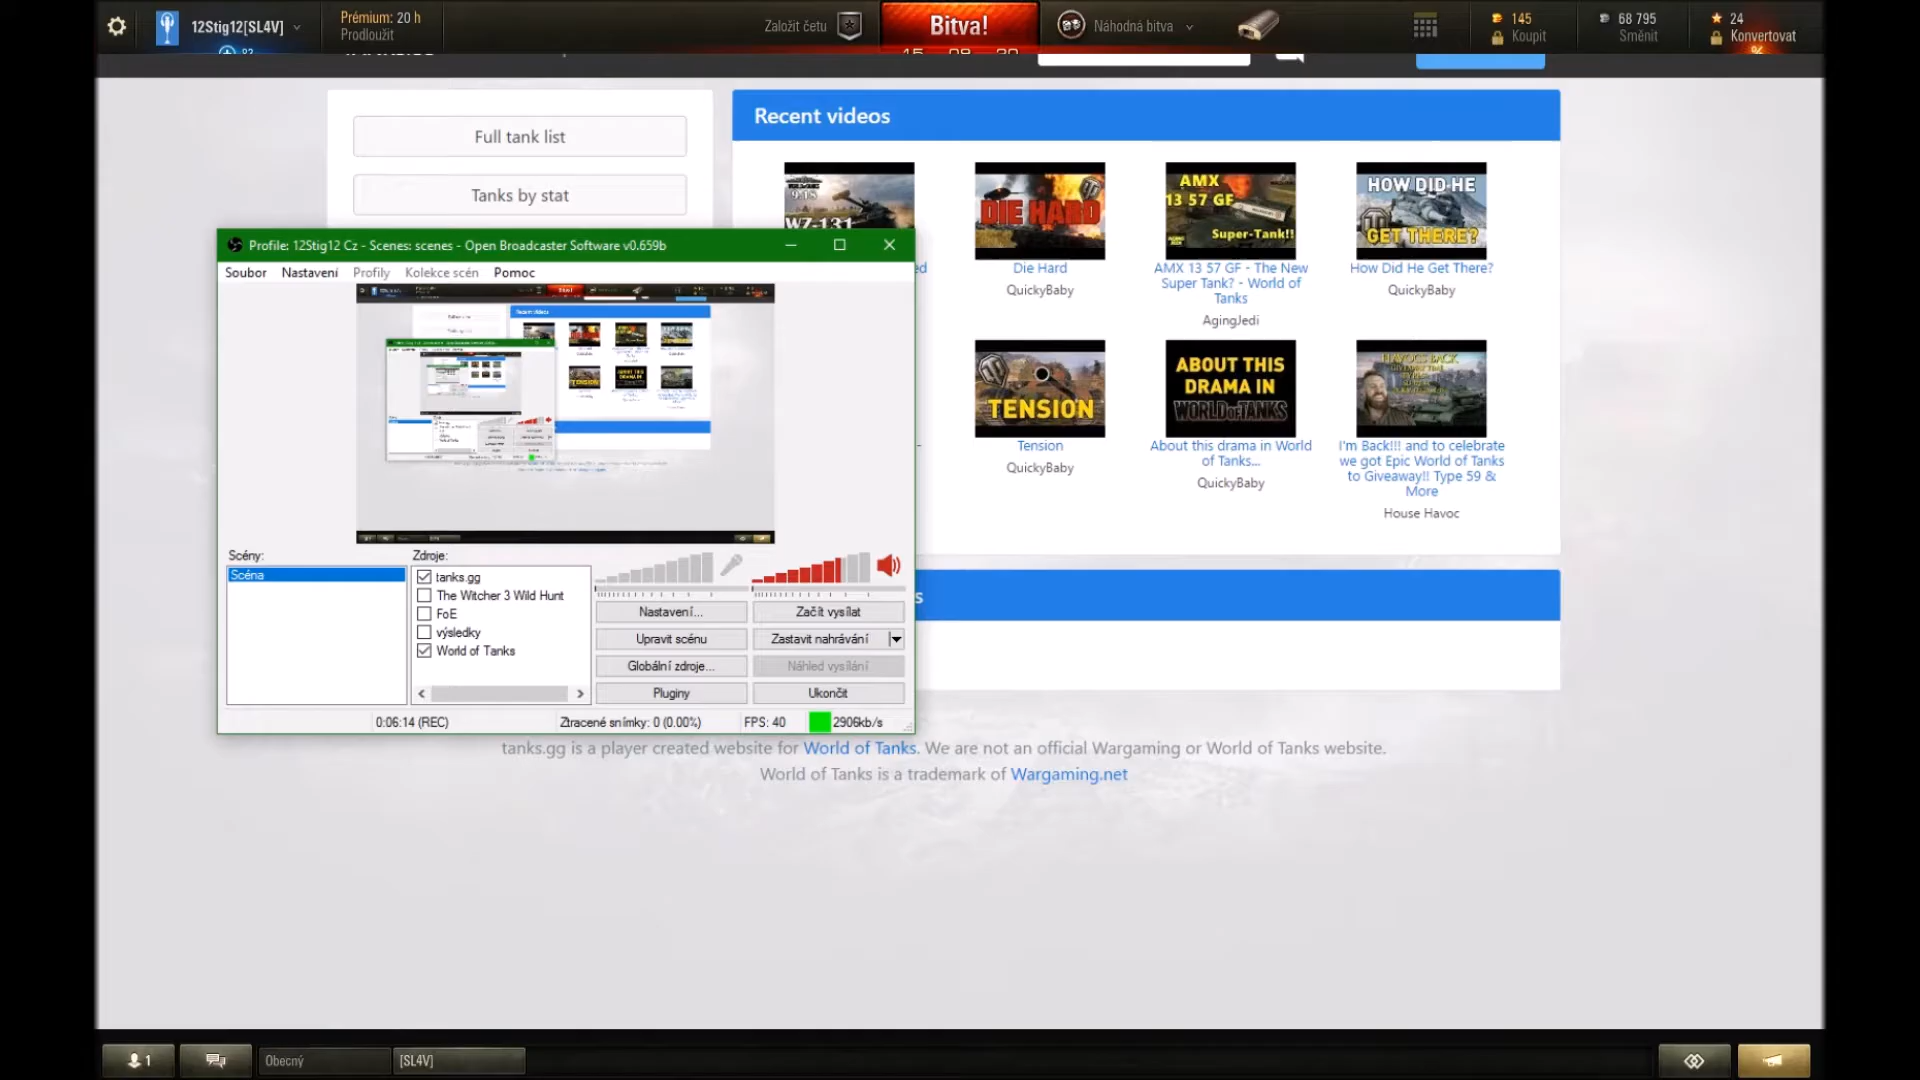 12Stig12[SL4V]
Prémium: 20 h
Prodloužit
Založit četu
Bitva!
Náhodná bitva
145
Koupit
68 795
Směnit
24
Konvertovat
Full tank list
Tanks by stat
Recent videos
WZ-131
DIE HARD
AMX
13 57 GF
Super-Tank!!
HOW DID HE
GET THERE?
Die Hard
QuickyBaby
AMX 13 57 GF - The New
Super Tank? - World of
Tanks
AgingJedi
How Did He Get There?
QuickyBaby
TENSION
ABOUT THIS
DRAMA IN
WORLD OF TANKS
Tension
QuickyBaby
About this drama in World
of Tanks...
QuickyBaby
I'm Back!!! and to celebrate
we got Epic World of Tanks
to Giveaway!! Type 59 &
More
House Havoc
Profile: 12Stig12 Cz - Scenes: scenes - Open Broadcaster Software v0.659b
Soubor Nastavení Profily Kolekce scén Pomoc
Scény:
Scéna
Zdroje:
tanks.gg
The Witcher 3 Wild Hunt
FoE
výsledky
World of Tanks
Nastavení...
Začít vysílat
Upravit scénu
Zastavit nahrávání
Globální zdroje...
Náhled vysílání
Pluginy
Ukončit
0:06:14 (REC)
Ztracené snímky: 0 (0.00%)
FPS: 40
2906kb/s
tanks.gg is a player created website for World of Tanks. We are not an official Wargaming or World of Tanks website.
World of Tanks is a trademark of Wargaming.net
1
Obecný
[SL4V]